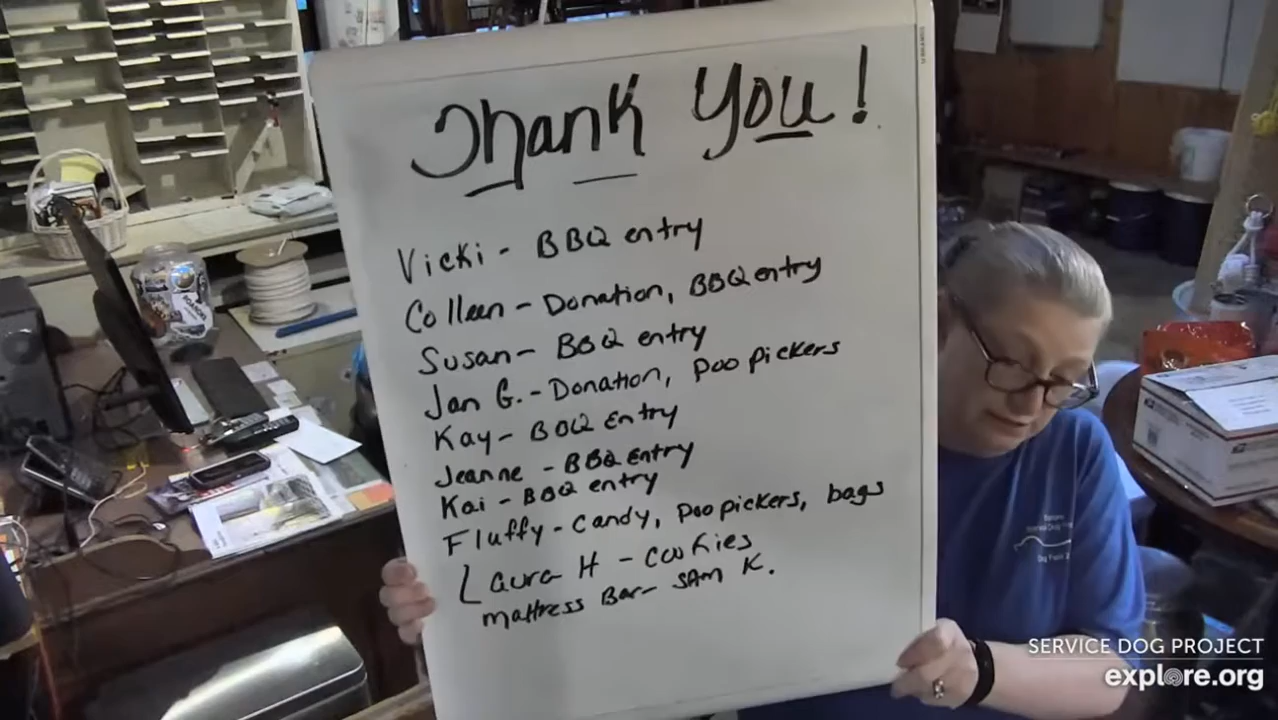 Thank You!
Vicki - BBQ entry
Colleen - Donation, BBQ entry
Susan - BBQ entry
Jan G. - Donation, poo pickers
Kay - BBQ Entry
Jeanne - BBQ Entry
Kai - BBQ entry
Fluffy - Candy, poo pickers, bags
Laura H - cookies
mattress Bar - SAm K.
SERVICE DOG PROJECT
explore.org